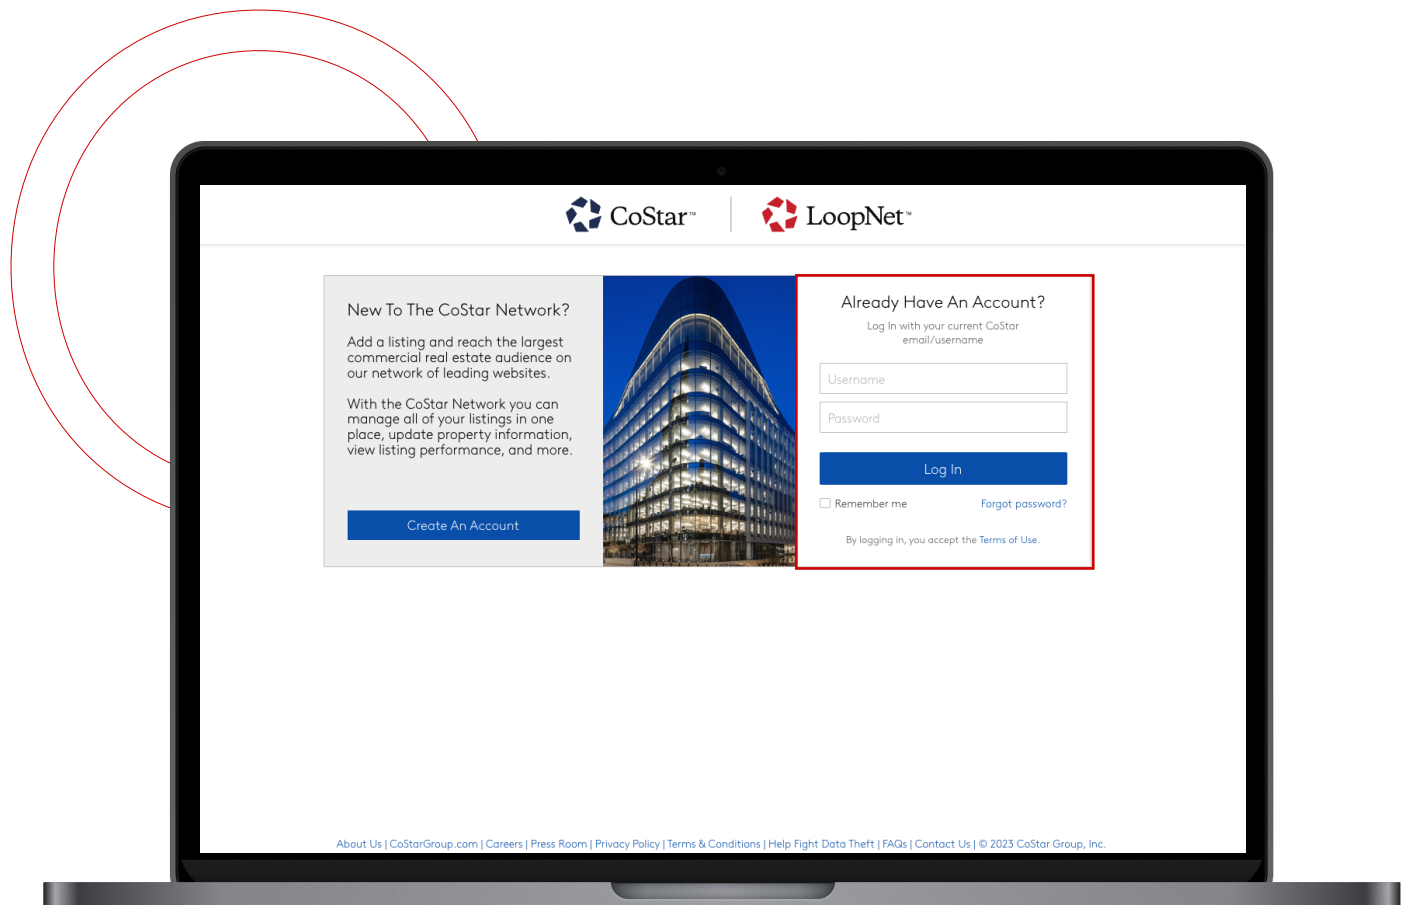 CoStar™
LoopNet™
New To The CoStar Network?
Add a listing and reach the largest
commercial real estate audience on
our network of leading websites.
With the CoStar Network you can
manage all of your listings in one
place, update property information,
view listing performance, and more.
Create An Account
Already Have An Account?
Log In with your current CoStar
email/username
Username
Password
Log In
Remember me
Forgot password?
By logging in, you accept the Terms of Use.
About Us | CoStarGroup.com | Careers | Press Room | Privacy Policy | Terms & Conditions | Help Fight Data Theft | FAQs | Contact Us | © 2023 CoStar Group, Inc.